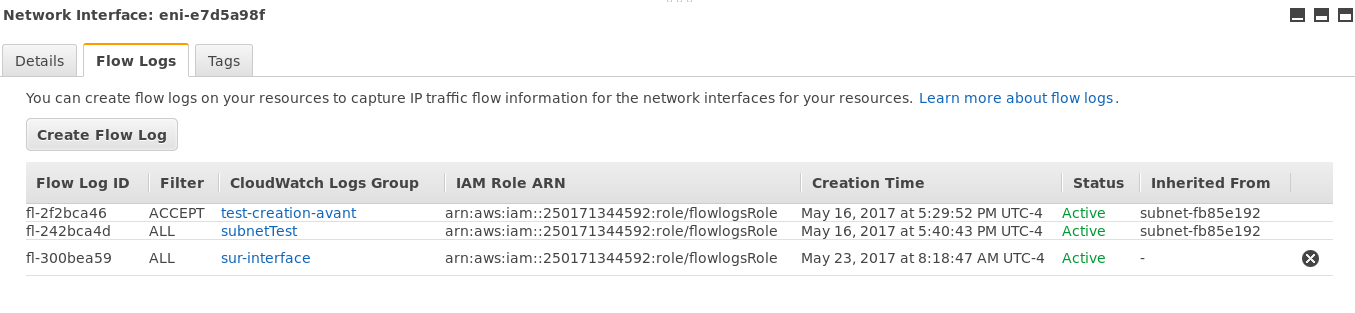 Network Interface: eni-e7d5a98f
Details Flow Logs Tags
You can create flow logs on your resources to capture IP traffic flow information for the network interfaces for your resources. Learn more about flow logs.
Create Flow Log
Flow Log ID Filter CloudWatch Logs Group IAM Role ARN Creation Time Status Inherited From
fl-2f2bca46 ACCEPT test-creation-avant arn:aws:iam::250171344592:role/flowlogsRole May 16, 2017 at 5:29:52 PM UTC-4 Active subnet-fb85e192
fl-242bca4d ALL subnetTest arn:aws:iam::250171344592:role/flowlogsRole May 16, 2017 at 5:40:43 PM UTC-4 Active subnet-fb85e192
fl-300bea59 ALL sur-interface arn:aws:iam::250171344592:role/flowlogsRole May 23, 2017 at 8:18:47 AM UTC-4 Active -